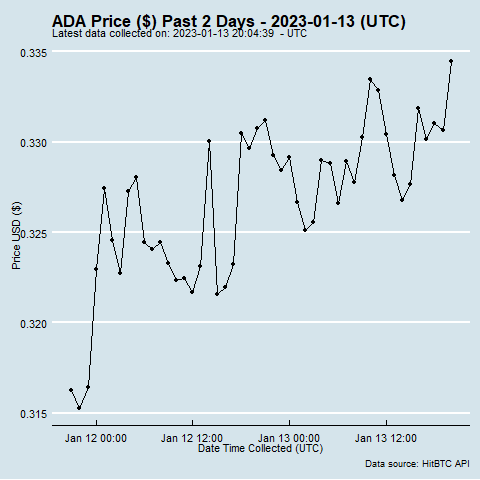 ADA Price ($) Past 2 Days - 2023-01-13 (UTC)
Latest data collected on: 2023-01-13 20:04:39 - UTC
0.335
0.330
0.325
0.320
0.315
Price USD ($)
Jan 12 00:00 Jan 12 12:00 Jan 13 00:00 Jan 13 12:00
Date Time Collected (UTC)
Data source: HitBTC API